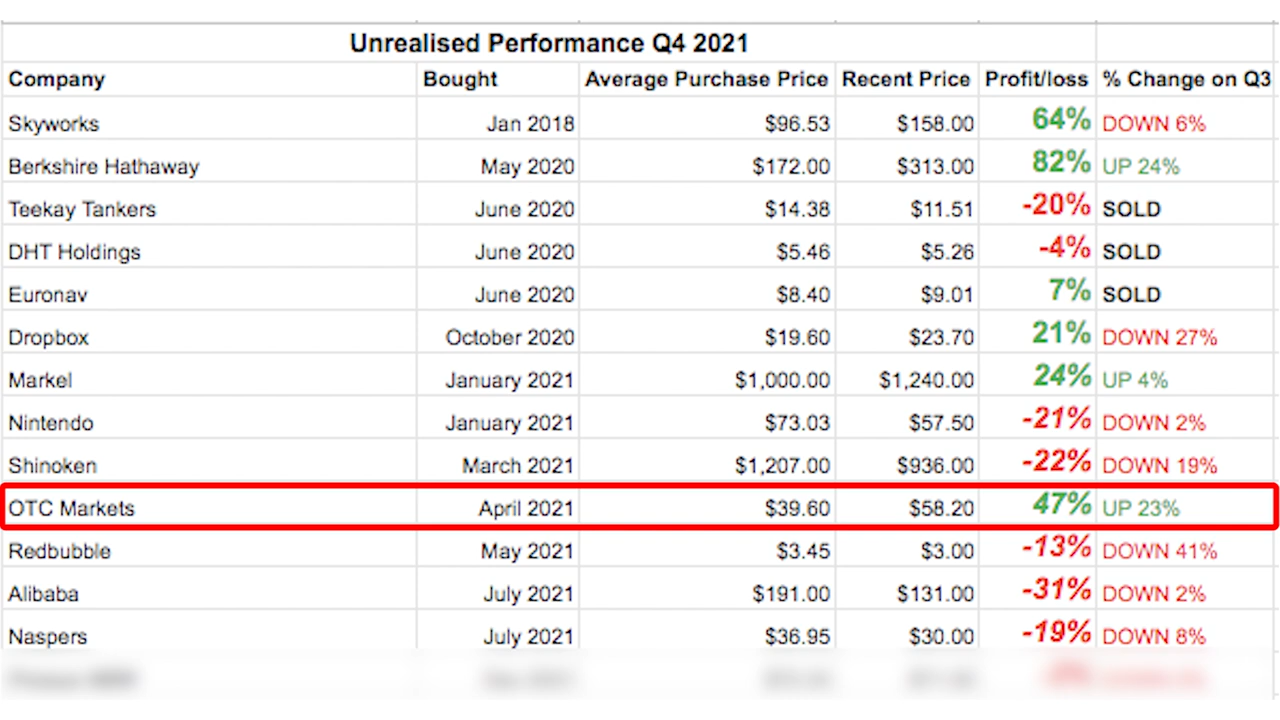 Unrealised Performance Q4 2021
Company Bought Average Purchase Price Recent Price Profit/loss % Change on Q3
Skyworks Jan 2018 $96.53 $158.00 64% DOWN 6%
Berkshire Hathaway May 2020 $172.00 $313.00 82% UP 24%
Teekay Tankers June 2020 $14.38 $11.51 -20% SOLD
DHT Holdings June 2020 $5.46 $5.26 -4% SOLD
Euronav June 2020 $8.40 $9.01 7% SOLD
Dropbox October 2020 $19.60 $23.70 21% DOWN 27%
Markel January 2021 $1,000.00 $1,240.00 24% UP 4%
Nintendo January 2021 $73.03 $57.50 -21% DOWN 2%
Shinoken March 2021 $1,207.00 $936.00 -22% DOWN 19%
OTC Markets April 2021 $39.60 $58.20 47% UP 23%
Redbubble May 2021 $3.45 $3.00 -13% DOWN 41%
Alibaba July 2021 $191.00 $131.00 -31% DOWN 2%
Naspers July 2021 $36.95 $30.00 -19% DOWN 8%